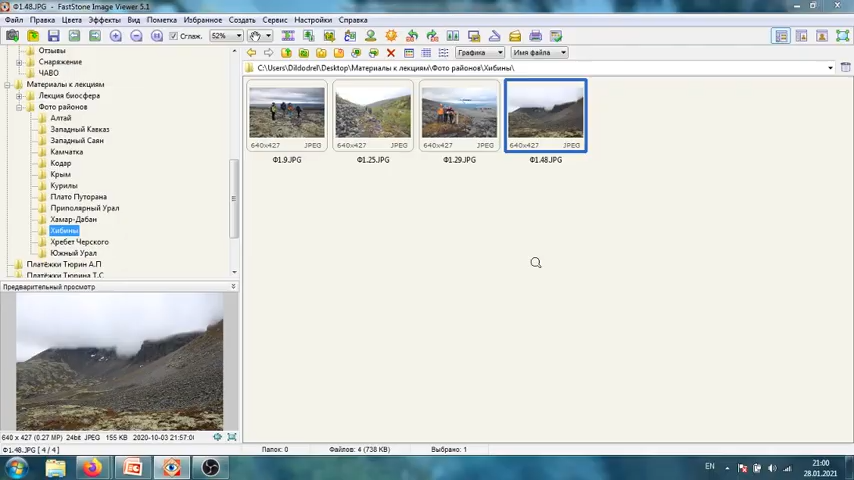 Ф1.48.JPG - FastStone Image Viewer 5.1
Файл Правка Цвета Эффекты Вид Пометка Избранное Создать Сервис Настройки Справка
Сглаж. 52%
Графика Имя файла
C:\Users\Dildodrel\Desktop\Материалы к лекциям\Фото районов\Хибины\
Отзывы
Снаряжение
ЧАВО
Материалы к лекциям
Лекция биосфера
Фото районов
Алтай
Западный Кавказ
Западный Саян
Камчатка
Кодар
Крым
Курилы
Плато Путорана
Приполярный Урал
Хамар-Дабан
Хибины
Хребет Черского
Южный Урал
Платёжки Тюрин А.П
Платёжки Тюрина Т.С
640x427 JPEG
Ф1.9.JPG
640x427 JPEG
Ф1.25.JPG
640x427 JPEG
Ф1.29.JPG
640x427 JPEG
Ф1.48.JPG
Предварительный просмотр
640 x 427 (0.27 MP) 24bit JPEG 155 KB 2020-10-03 21:57:0
Ф1.48.JPG [ 4 / 4 ]
Папок: 0
Файлов: 4 (738 KB)
Выбрано: 1
EN
21:00
28.01.2021